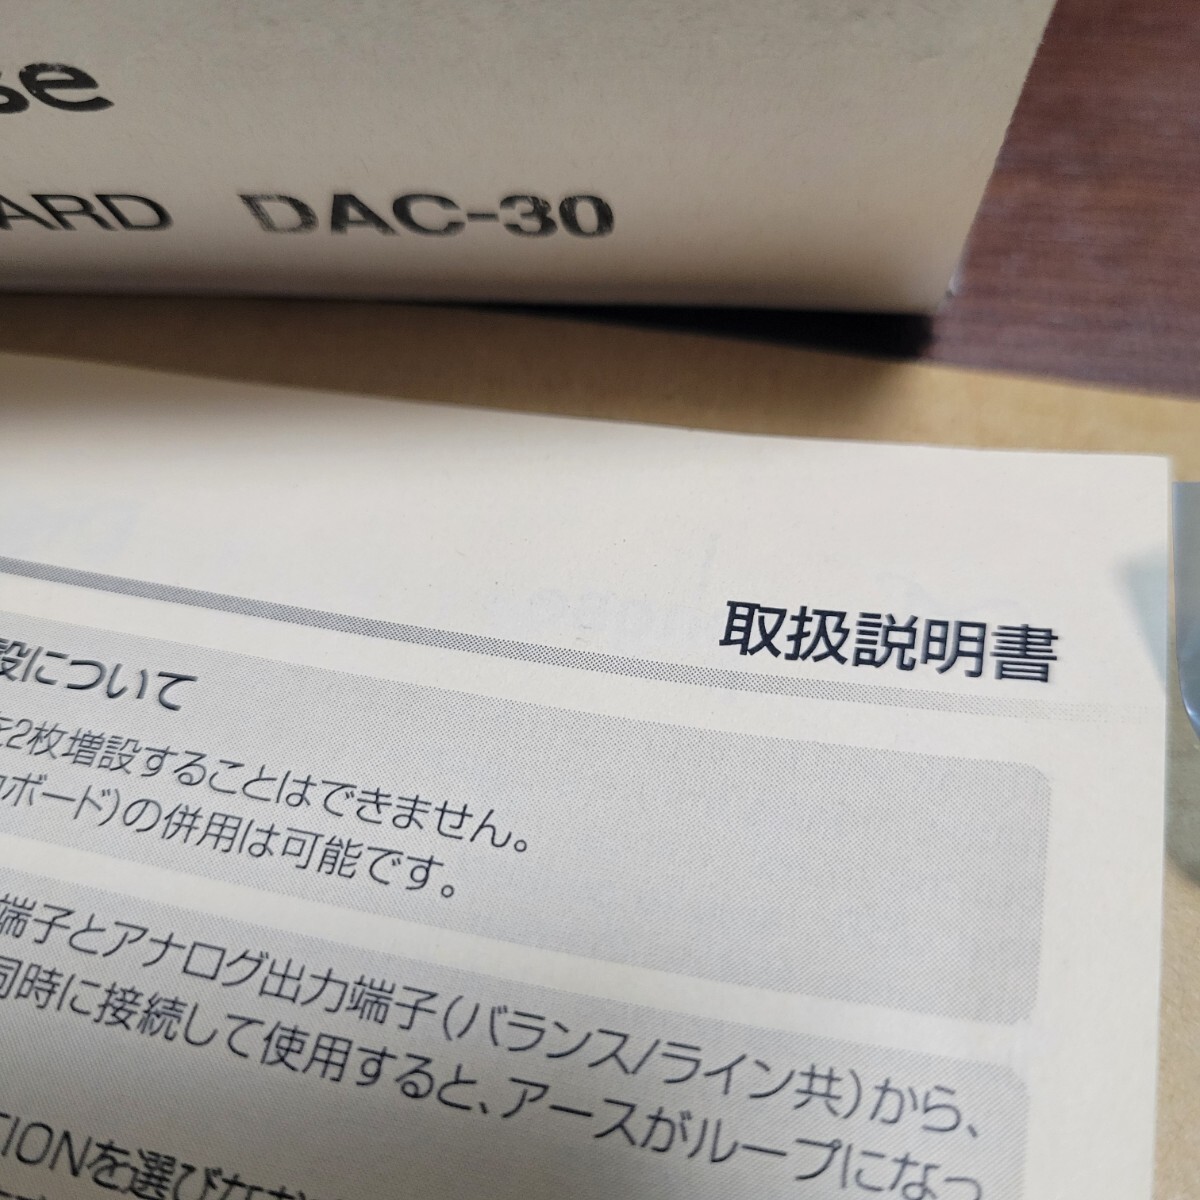 se
ARD DAC-30
取扱説明書
設について
を2枚増設することはできません。
ボード)の併用は可能です。
端子とアナログ出力端子(バランス/ライン共)から、
同時に接続して使用すると、アースがループになっ
TIONを選びなお